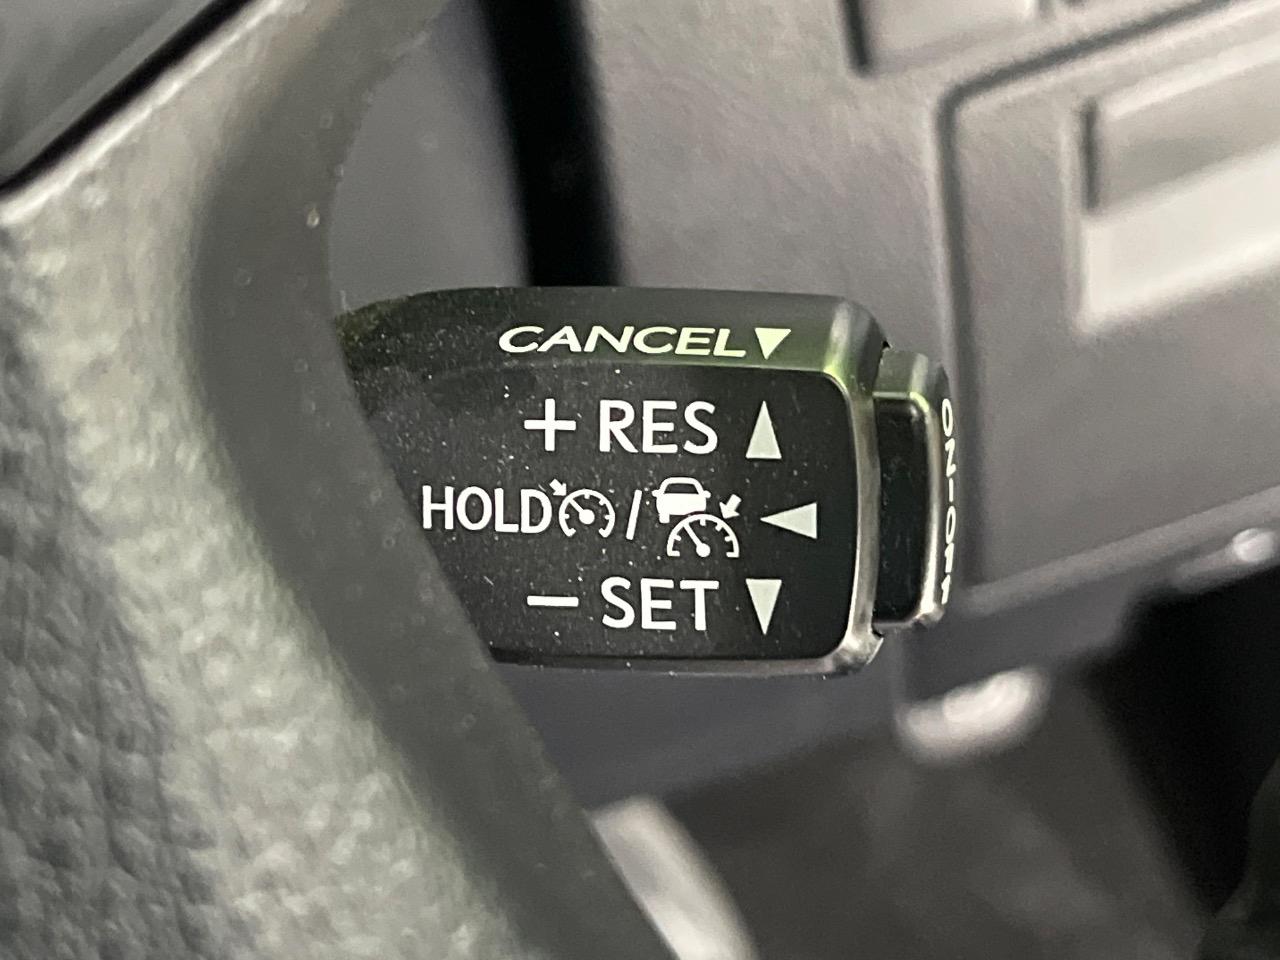 CANCEL▼
+ RES ▲
HOLD / ◀
− SET ▼
ON-OFF